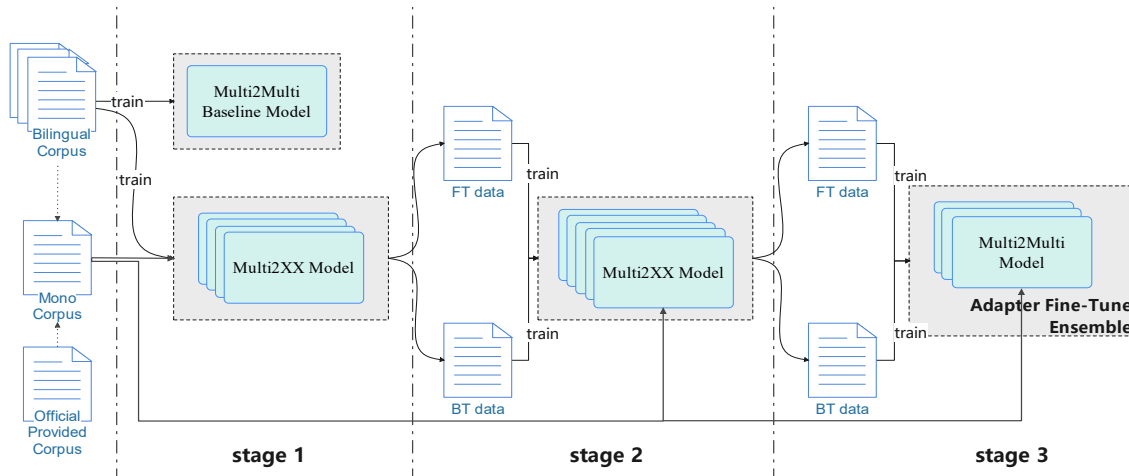 Bilingual
Corpus
Mono
Corpus
Official
Provided
Corpus
train
train
Multi2Multi
Baseline Model
Multi2XX Model
stage 1
FT data
BT data
train
train
Multi2XX Model
stage 2
FT data
BT data
train
train
Multi2Multi
Model
Adapter Fine-Tune
Ensemble
stage 3